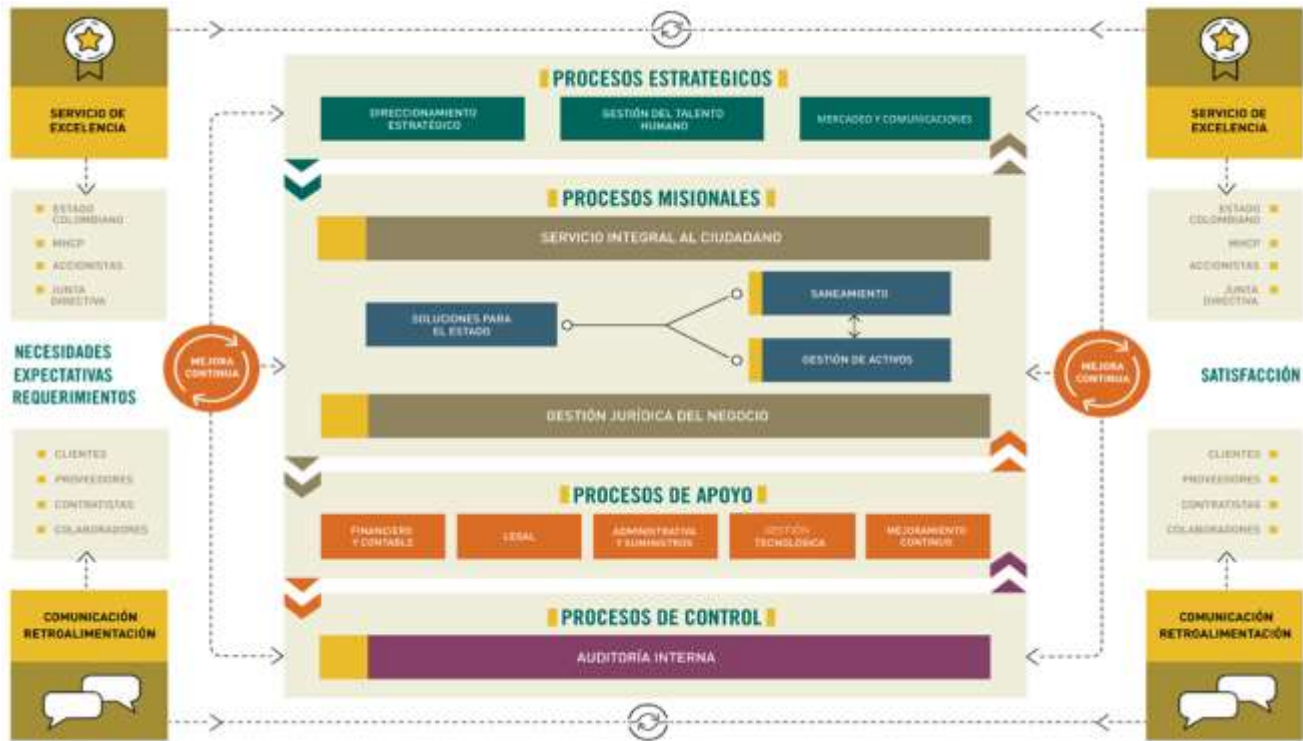 SERVICIO DE
EXCELENCIA
ESTADO
COLOMBIANO
MHCP
ACCIONISTAS
JUNTA
DIRECTIVA
NECESIDADES
EXPECTATIVAS
REQUERIMIENTOS
CLIENTES
PROVEEDORES
CONTRATISTAS
COLABORADORES
COMUNICACIÓN
RETROALIMENTACIÓN
MEJORA
CONTINUA
PROCESOS ESTRATEGICOS
DIRECCIONAMIENTO
ESTRATÉGICO
GESTIÓN DEL TALENTO
HUMANO
MERCADEO Y COMUNICACIONES
PROCESOS MISIONALES
SERVICIO INTEGRAL AL CIUDADANO
SOLUCIONES PARA
EL ESTADO
SANEAMIENTO
GESTIÓN DE ACTIVOS
GESTIÓN JURÍDICA DEL NEGOCIO
PROCESOS DE APOYO
FINANCIERO
Y CONTABLE
LEGAL
ADMINISTRATIVA
Y SUMINISTROS
GESTIÓN
TECNOLÓGICA
MEJORAMIENTO
CONTINUO
PROCESOS DE CONTROL
AUDITORÍA INTERNA
MEJORA
CONTINUA
SERVICIO DE
EXCELENCIA
ESTADO
COLOMBIANO
MHCP
ACCIONISTAS
JUNTA
DIRECTIVA
SATISFACCIÓN
CLIENTES
PROVEEDORES
CONTRATISTAS
COLABORADORES
COMUNICACIÓN
RETROALIMENTACIÓN